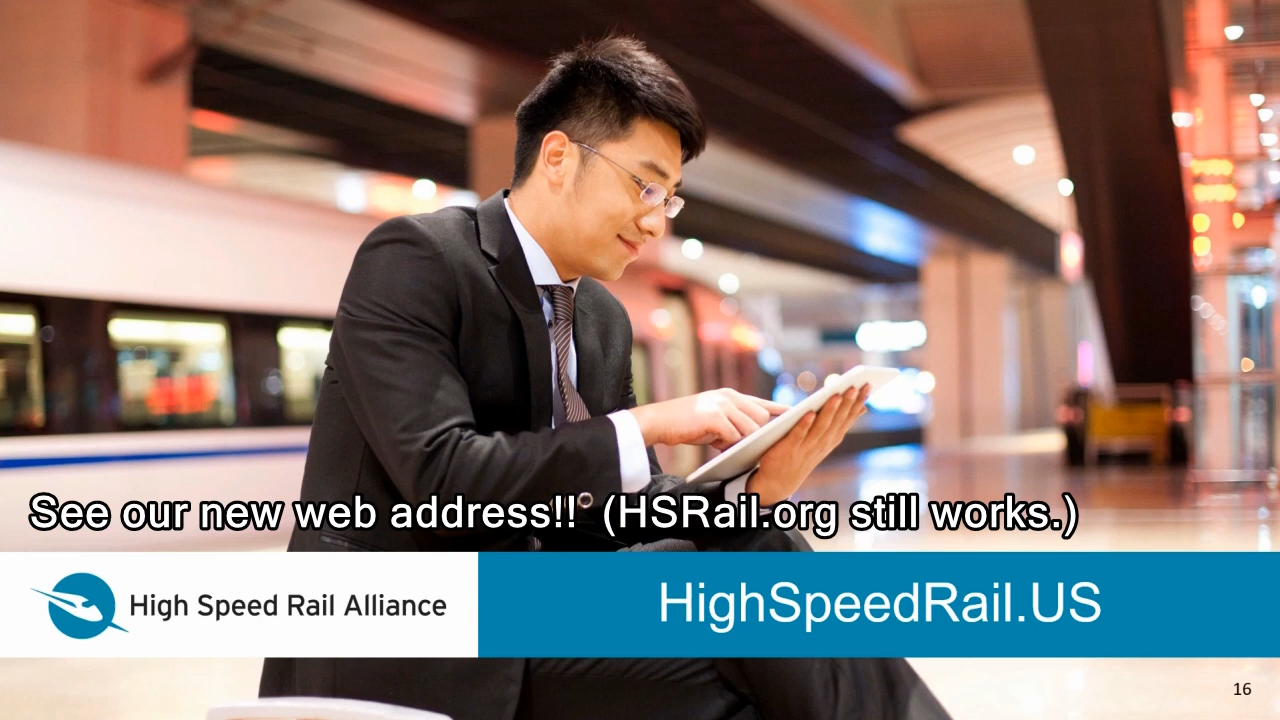 See our new web address!! (HSRail.org still works.)
High Speed Rail Alliance
HighSpeedRail.US
16